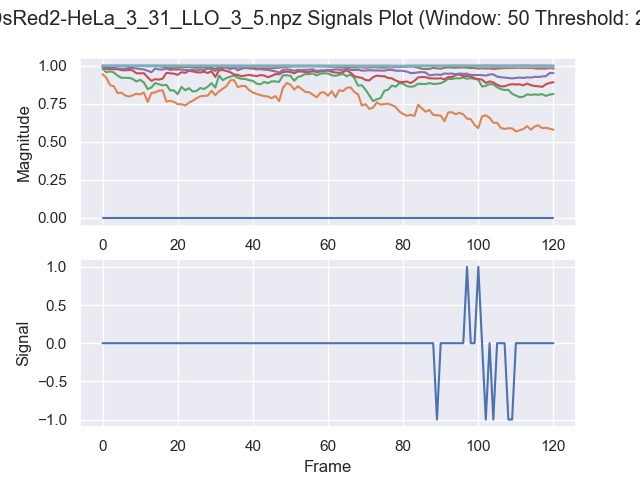 DsRed2-HeLa_3_31_LLO_3_5.npz Signals Plot (Window: 50 Threshold: 2
1.00
0.75
0.50
0.25
0.00
Magnitude
0 20 40 60 80 100 120
1.0
0.5
0.0
−0.5
−1.0
Signal
0 20 40 60 80 100 120
Frame